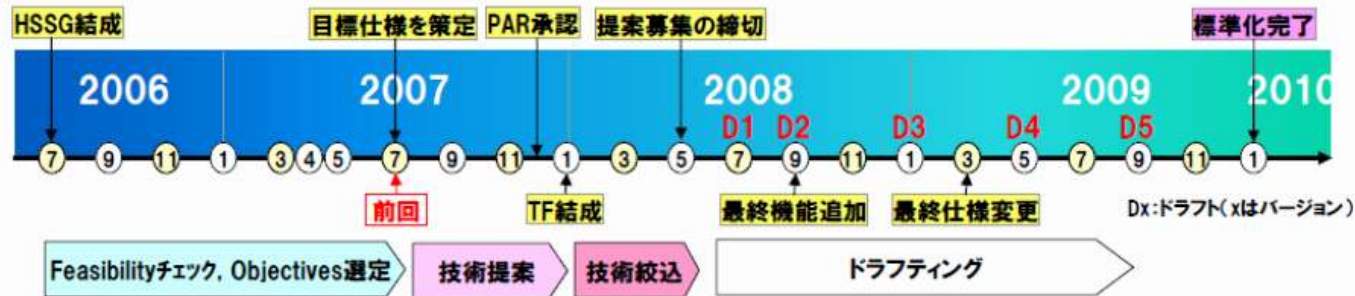 HSSG結成 目標仕様を策定 PAR承認 提案募集の締切 標準化完了
2006 2007 2008 2009 2010
D1 D2 D3 D4 D5
7 9 11 1 3 4 5 7 9 11 1 3 5 7 9 11 1 3 5 7 9 11 1
前回 TF結成 最終機能追加 最終仕様変更 Dx:ドラフト(xはバージョン)
Feasibilityチェック, Objectives選定 技術提案 技術絞込 ドラフティング